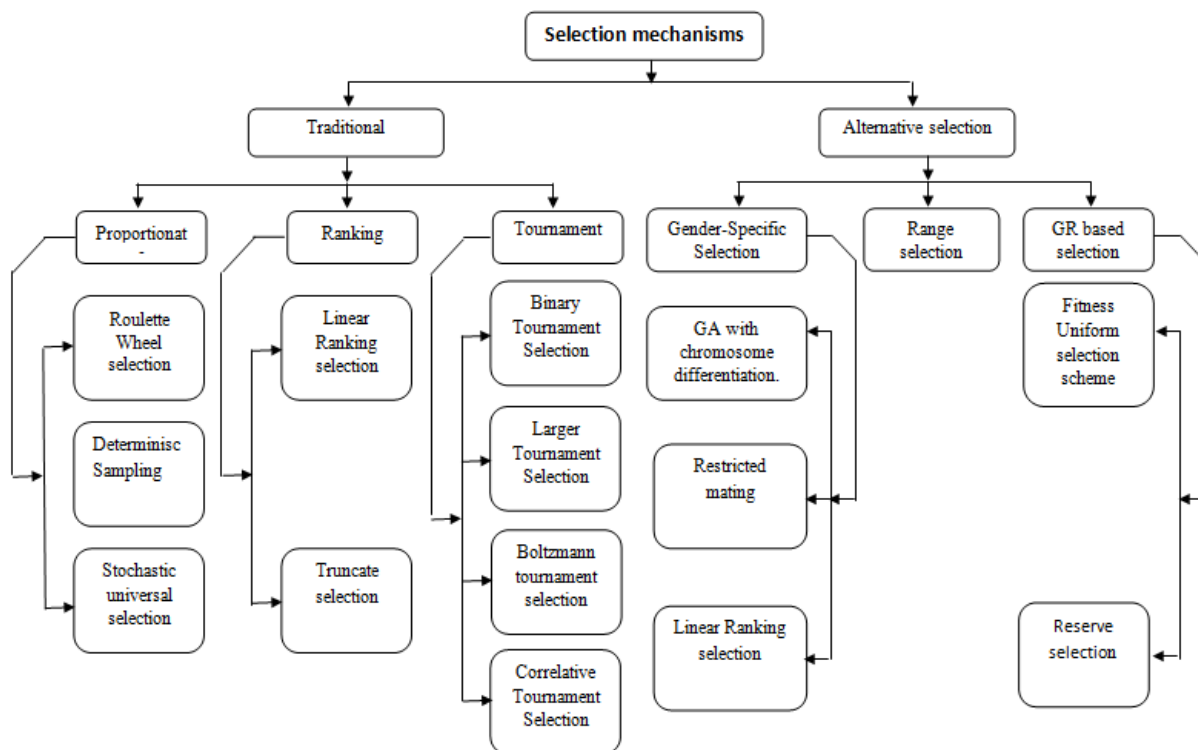 Selection mechanisms
Traditional
Alternative selection
Proportionat
-
Ranking
Tournament
Gender-Specific
Selection
Range
selection
GR based
selection
Roulette
Wheel
selection
Linear
Ranking
selection
Binary
Tournament
Selection
GA with
chromosome
differentiation.
Fitness
Uniform
selection
scheme
Determinisc
Sampling
Larger
Tournament
Selection
Restricted
mating
Stochastic
universal
selection
Truncate
selection
Boltzmann
tournament
selection
Linear Ranking
selection
Reserve
selection
Correlative
Tournament
Selection